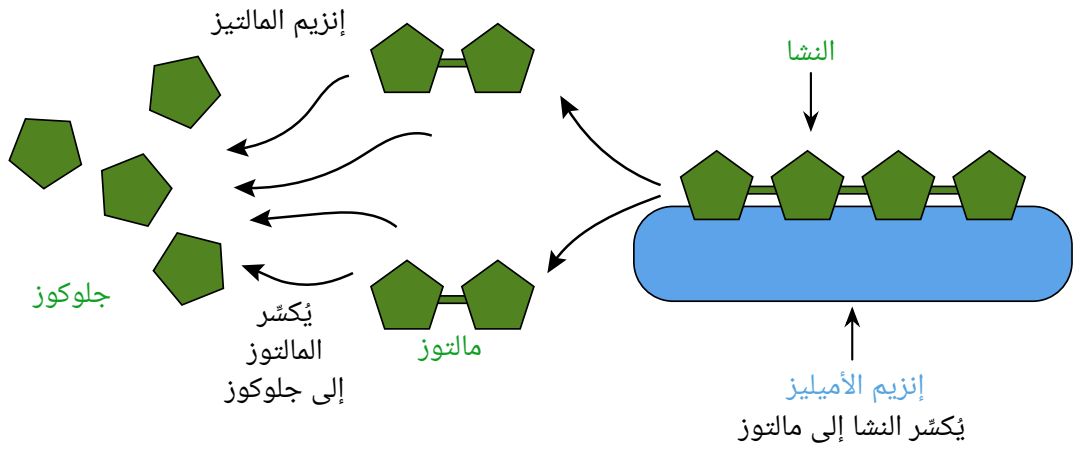 النشا
إنزيم الأميليز
يُكسِّر النشا إلى مالتوز
مالتوز
إنزيم المالتيز
يُكسِّر
المالتوز
إلى جلوكوز
جلوكوز